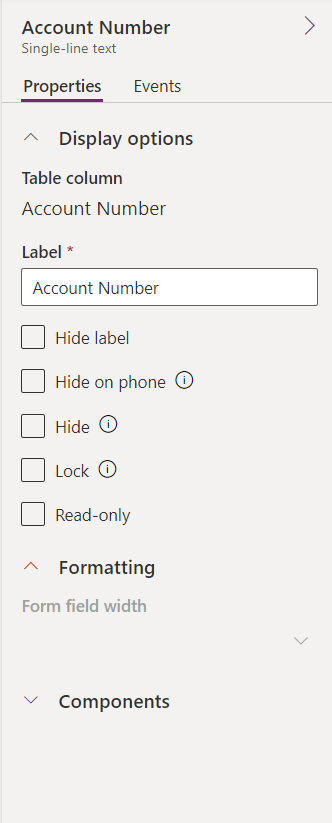 Account Number
Single-line text
Properties Events
Display options
Table column
Account Number
Label *
Account Number
Hide label
Hide on phone
Hide
Lock
Read-only
Formatting
Form field width
Components